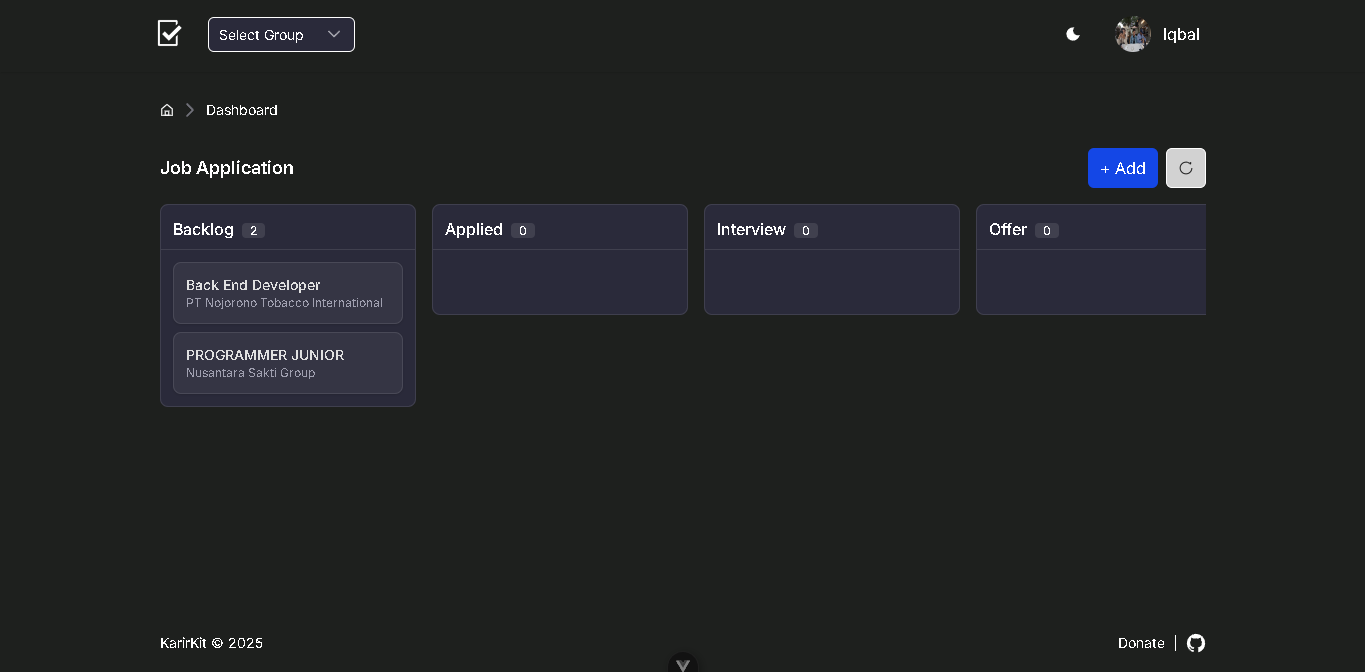 Select Group
Iqbal
Dashboard
Job Application
+ Add
Backlog 2
Applied 0
Interview 0
Offer 0
Back End Developer
PT Nojorono Tobacco International
PROGRAMMER JUNIOR
Nusantara Sakti Group
KarirKit © 2025
Donate |